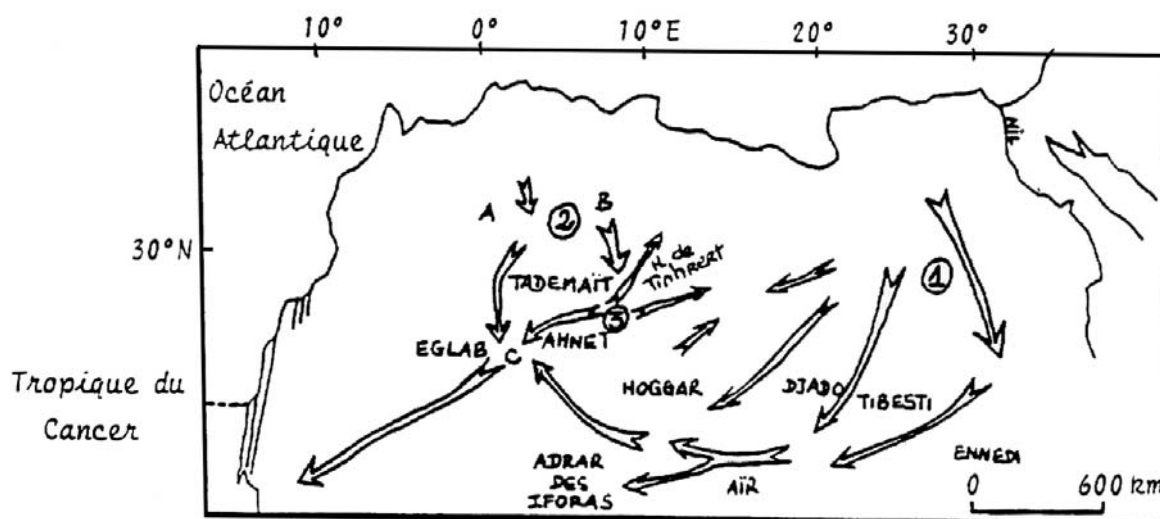 10° 0° 10°E 20° 30°
Océan
Atlantique
NiL
A
2
B
30°N
H. de
Tinhrert
1
TADEMAÏT
3
EGLAB
C
AHNET
Tropique du
Cancer
HOGGAR
DJADO
TIBESTI
ADRAR
DES
IFORAS
AÏR
ENNEDI
0 600 km